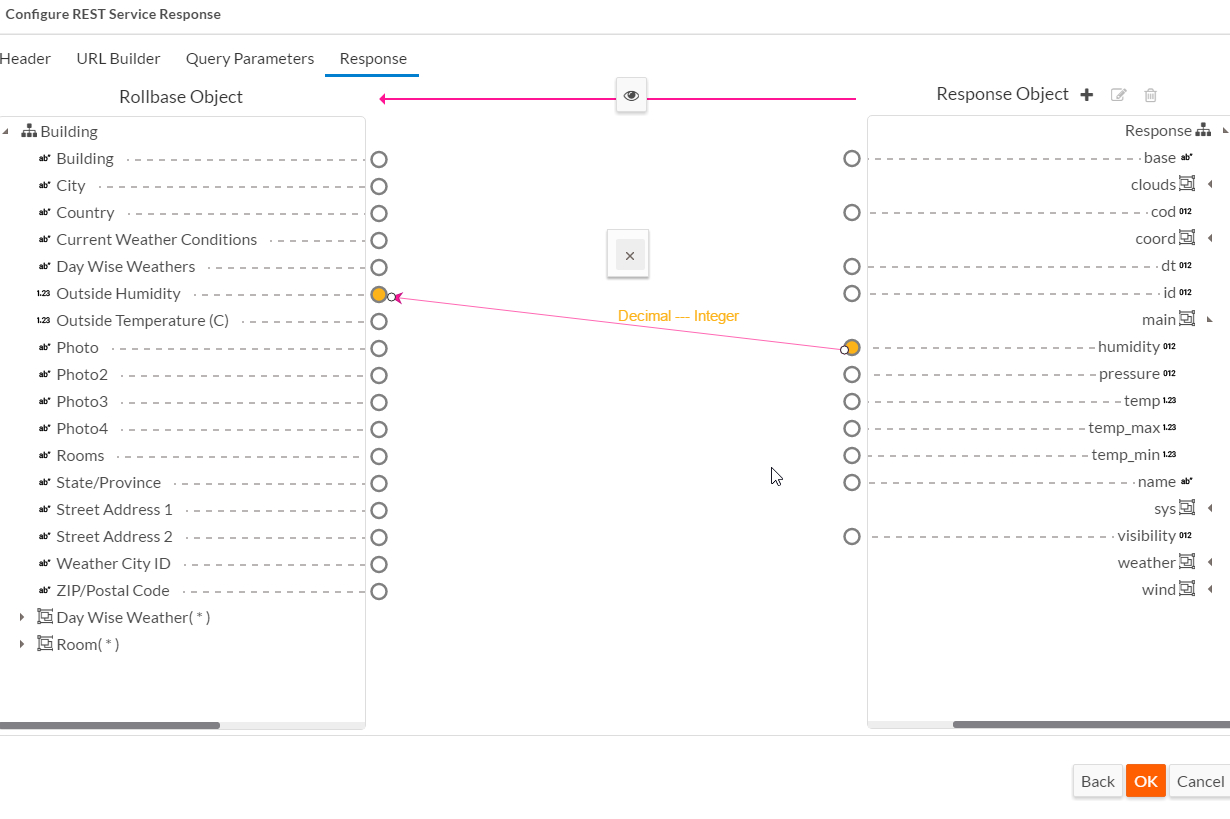 Configure REST Service Response
Header URL Builder Query Parameters Response
Rollbase Object
Response Object
Building
ab* Building
ab* City
ab* Country
ab* Current Weather Conditions
ab* Day Wise Weathers
1.23 Outside Humidity
1.23 Outside Temperature (C)
ab* Photo
ab* Photo2
ab* Photo3
ab* Photo4
ab* Rooms
ab* State/Province
ab* Street Address 1
ab* Street Address 2
ab* Weather City ID
ab* ZIP/Postal Code
Day Wise Weather( * )
Room( * )
Decimal --- Integer
Response
base ab*
clouds
cod 012
coord
dt 012
id 012
main
humidity 012
pressure 012
temp 1.23
temp_max 1.23
temp_min 1.23
name ab*
sys
visibility 012
weather
wind
Back OK Cancel